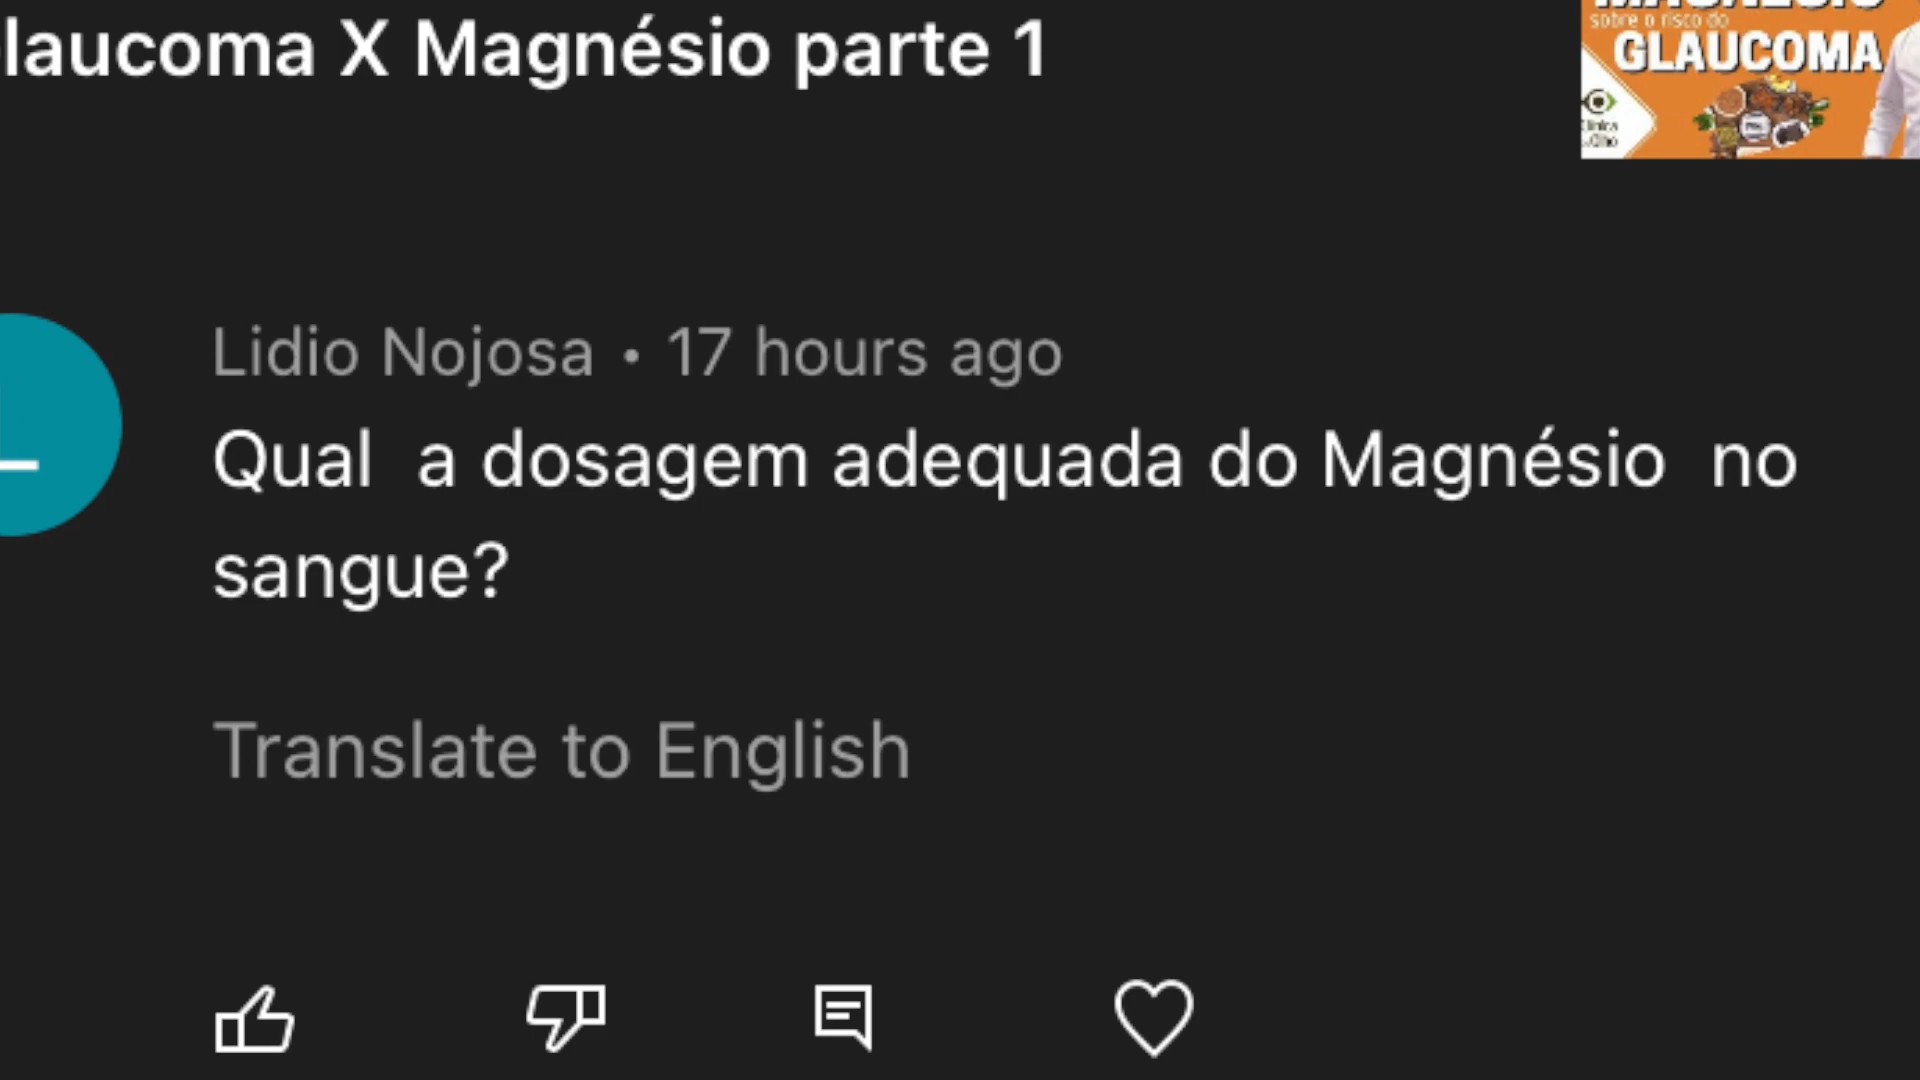 laucoma X Magnésio parte 1
sobre o risco do
GLAUCOMA
Lidio Nojosa • 17 hours ago
Qual a dosagem adequada do Magnésio no
sangue?
Translate to English